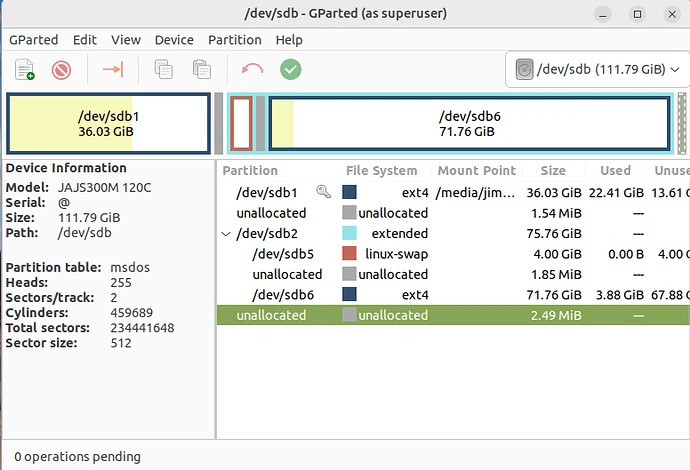 /dev/sdb - GParted (as superuser)
GParted Edit View Device Partition Help
/dev/sdb (111.79 GiB)
/dev/sdb1
36.03 GiB
/dev/sdb6
71.76 GiB
Device Information
Model: JAJS300M 120C
Serial: @
Size: 111.79 GiB
Path: /dev/sdb
Partition table: msdos
Heads: 255
Sectors/track: 2
Cylinders: 459689
Total sectors: 234441648
Sector size: 512
Partition File System Mount Point Size Used Unuse
/dev/sdb1 ext4 /media/jim... 36.03 GiB 22.41 GiB 13.61 G
unallocated unallocated 1.54 MiB ---
/dev/sdb2 extended 75.76 GiB ---
/dev/sdb5 linux-swap 4.00 GiB 0.00 B 4.00 G
unallocated unallocated 1.85 MiB ---
/dev/sdb6 ext4 71.76 GiB 3.88 GiB 67.88 G
unallocated unallocated 2.49 MiB ---
0 operations pending